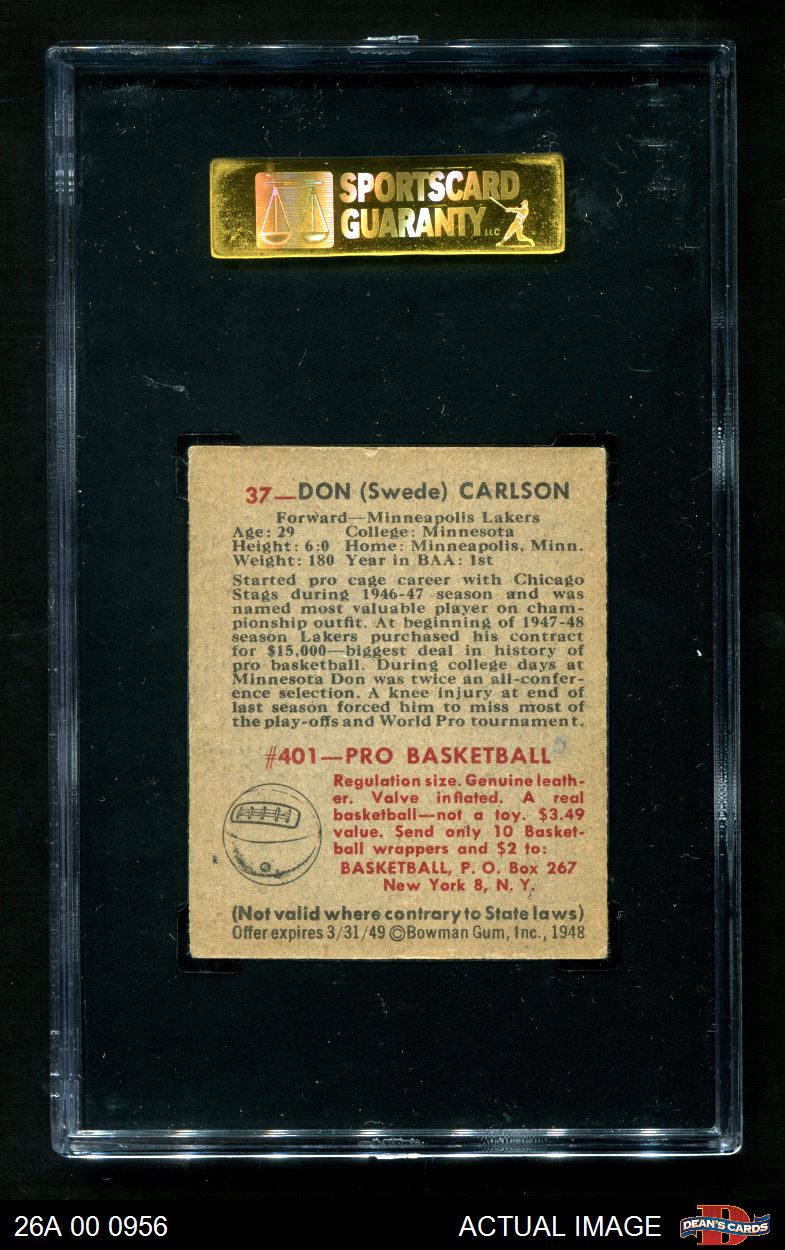 SPORTSCARD
GUARANTY LLC
37—DON (Swede) CARLSON
Forward—Minneapolis Lakers
Age: 29 College: Minnesota
Height: 6:0 Home: Minneapolis, Minn.
Weight: 180 Year in BAA: 1st
Started pro cage career with Chicago
Stags during 1946-47 season and was
named most valuable player on cham-
pionship outfit. At beginning of 1947-48
season Lakers purchased his contract
for $15,000—biggest deal in history of
pro basketball. During college days at
Minnesota Don was twice an all-confer-
ence selection. A knee injury at end of
last season forced him to miss most of
the play-offs and World Pro tournament.
#401—PRO BASKETBALL
Regulation size. Genuine leath-
er. Valve inflated. A real
basketball—not a toy. $3.49
value. Send only 10 Basket-
ball wrappers and $2 to:
BASKETBALL, P. O. Box 267
New York 8, N. Y.
(Not valid where contrary to State laws)
Offer expires 3/31/49 ©Bowman Gum, Inc., 1948
26A 00 0956
ACTUAL IMAGE
DEAN'S CARDS